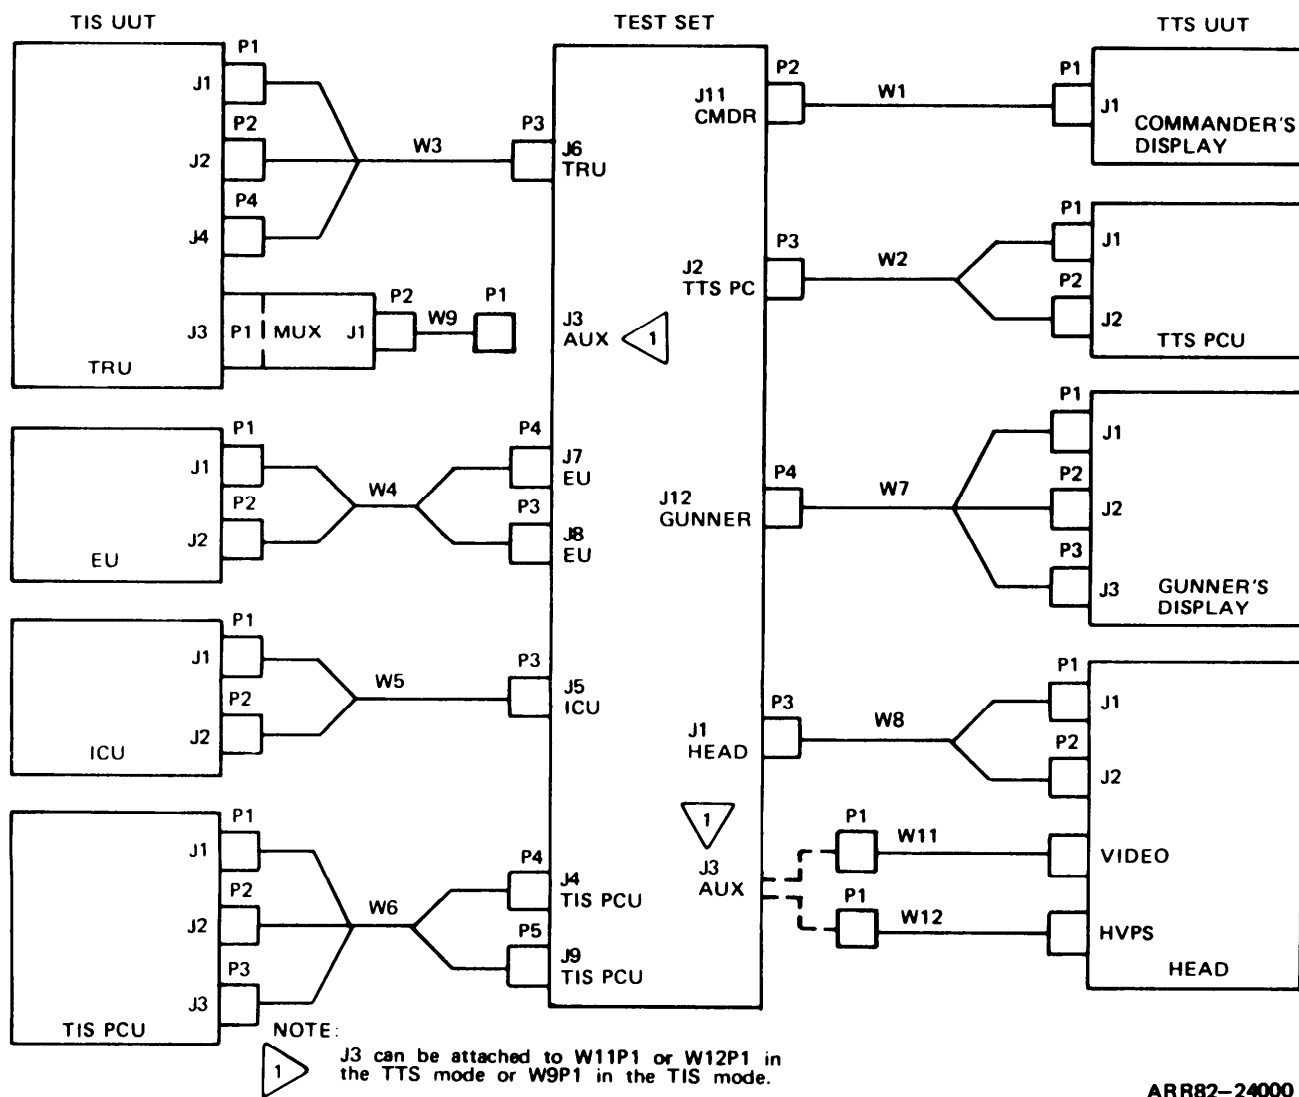 TIS UUT
TEST SET
TTS UUT
P1
J1
P2
J2
P4
J4
W3
P3
J6
TRU
J3
P1
MUX
J1
P2
W9
P1
TRU
J3
AUX
1
P1
J1
P2
J2
EU
W4
P4
J7
EU
P3
J8
EU
P1
J1
P2
J2
ICU
W5
P3
J5
ICU
P1
J1
P2
J2
P3
J3
TIS PCU
W6
P4
J4
TIS PCU
P5
J9
TIS PCU
J11
CMDR
P2
W1
P1
J1
COMMANDER'S
DISPLAY
J2
TTS PC
P3
W2
P1
J1
P2
J2
TTS PCU
J12
GUNNER
P4
W7
P1
J1
P2
J2
P3
J3
GUNNER'S
DISPLAY
J1
HEAD
P3
W8
P1
J1
P2
J2
1
J3
AUX
P1
W11
VIDEO
P1
W12
HVPS
HEAD
NOTE:
1
J3 can be attached to W11P1 or W12P1 in
the TTS mode or W9P1 in the TIS mode.
ARR82-24000